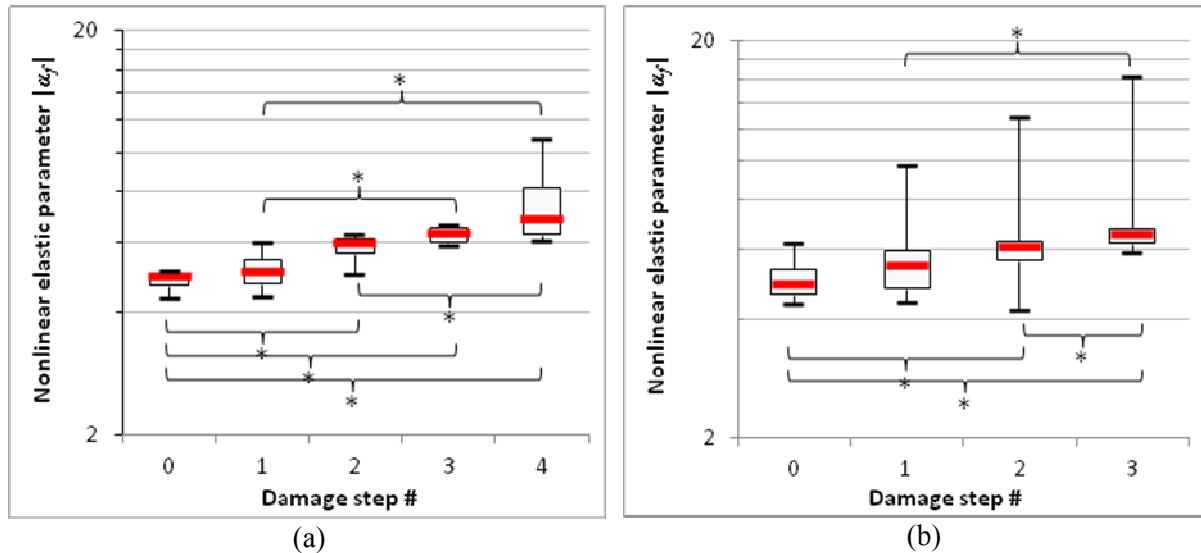 20
Nonlinear elastic parameter |αf|
2
0 1 2 3 4
Damage step #
* * * * * *
(a)
20
Nonlinear elastic parameter |αf|
2
0 1 2 3
Damage step #
* * * *
(b)